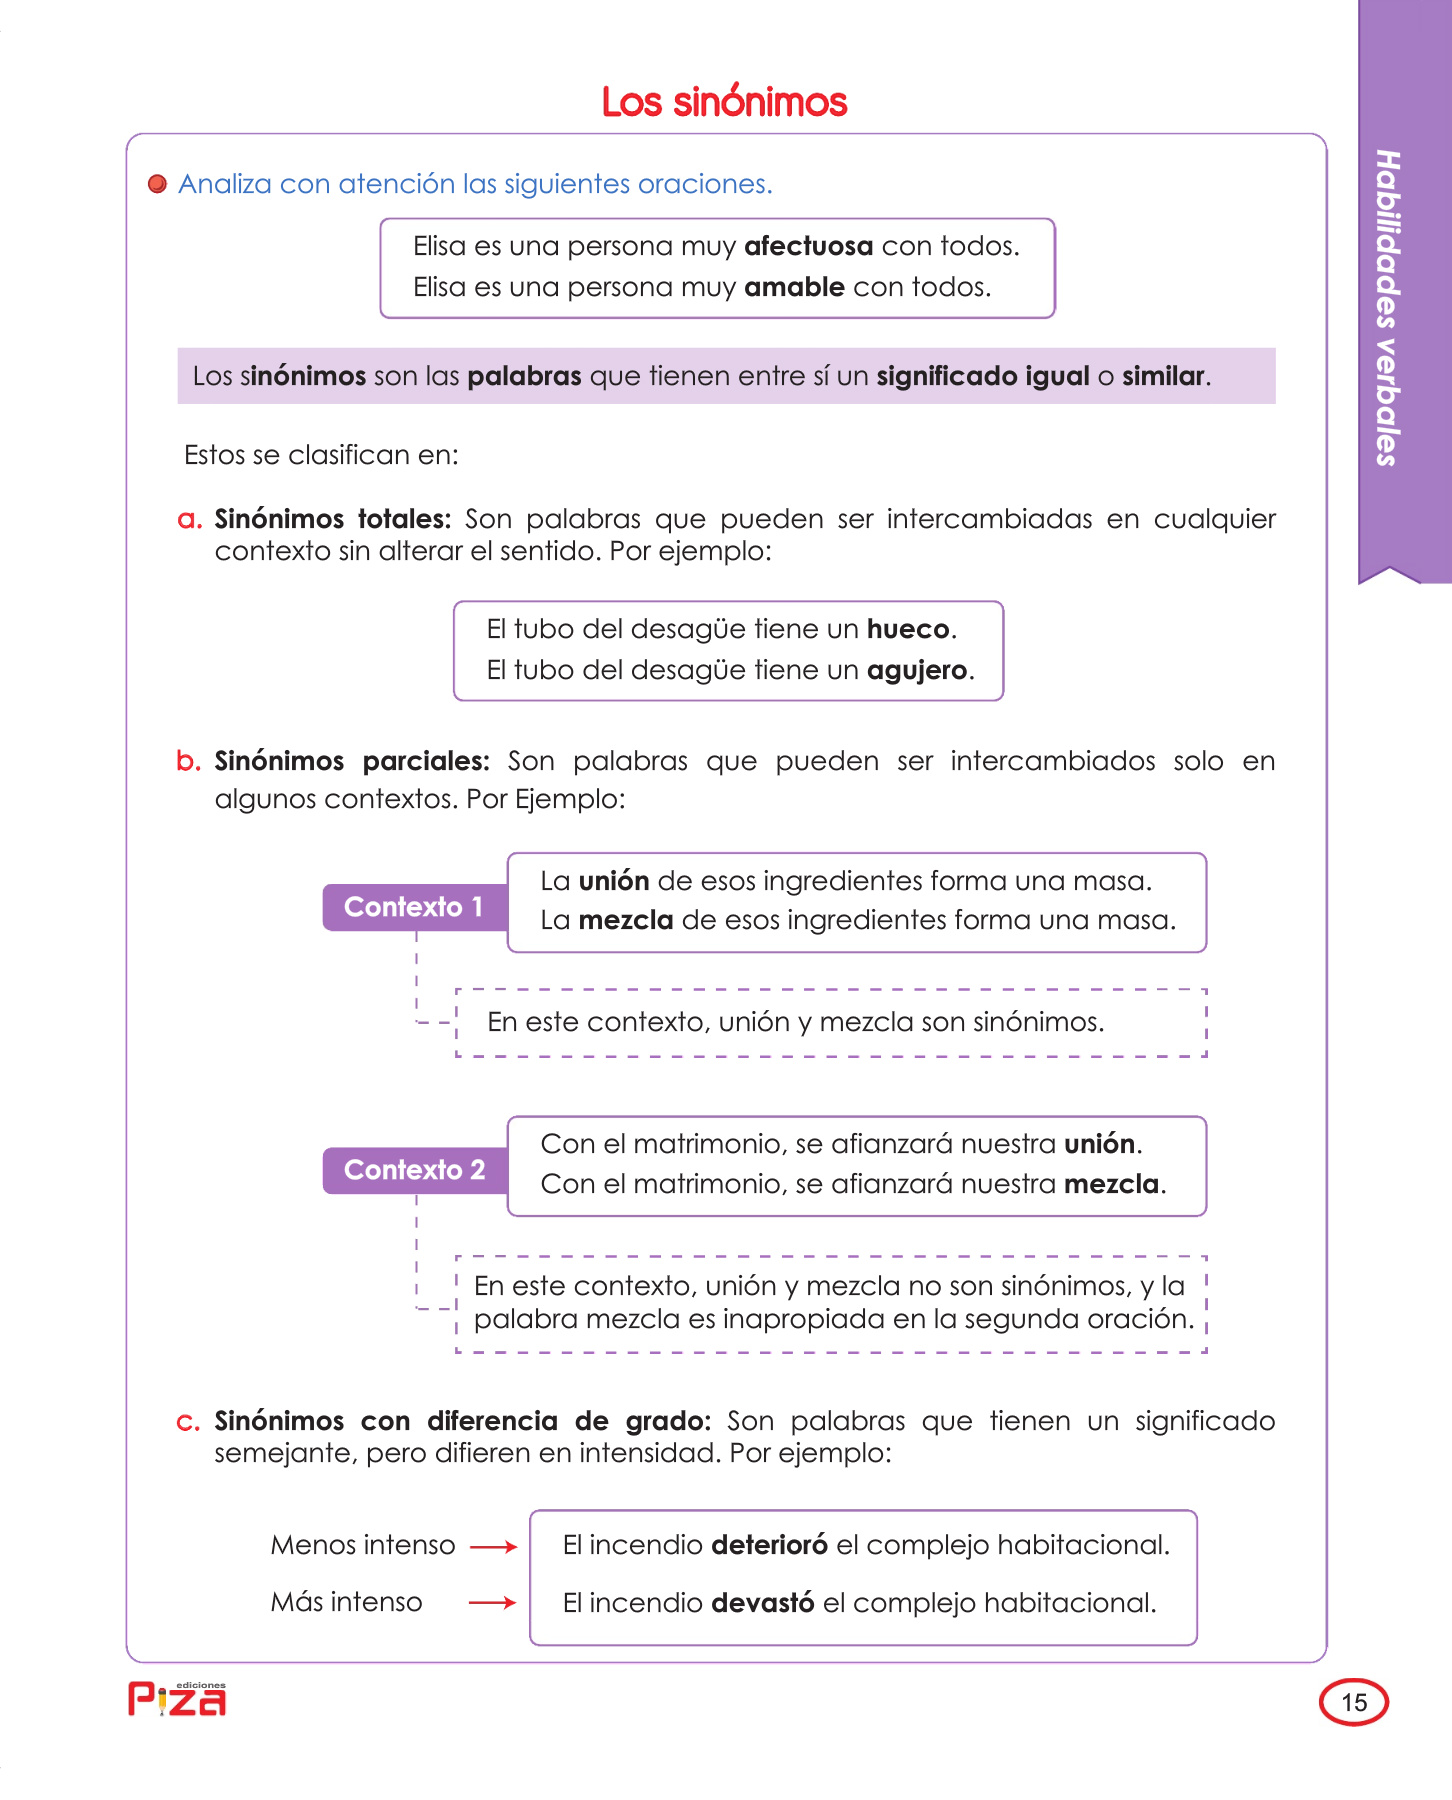 Los sinónimos
Habilidades verbales
Analiza con atención las siguientes oraciones.
Elisa es una persona muy afectuosa con todos.
Elisa es una persona muy amable con todos.
Los sinónimos son las palabras que tienen entre sí un significado igual o similar.
Estos se clasifican en:
a. Sinónimos totales: Son palabras que pueden ser intercambiadas en cualquier
contexto sin alterar el sentido. Por ejemplo:
El tubo del desagüe tiene un hueco.
El tubo del desagüe tiene un agujero.
b. Sinónimos parciales: Son palabras que pueden ser intercambiados solo en
algunos contextos. Por Ejemplo:
Contexto 1
La unión de esos ingredientes forma una masa.
La mezcla de esos ingredientes forma una masa.
En este contexto, unión y mezcla son sinónimos.
Contexto 2
Con el matrimonio, se afianzará nuestra unión.
Con el matrimonio, se afianzará nuestra mezcla.
En este contexto, unión y mezcla no son sinónimos, y la
palabra mezcla es inapropiada en la segunda oración.
c. Sinónimos con diferencia de grado: Son palabras que tienen un significado
semejante, pero difieren en intensidad. Por ejemplo:
Menos intenso
El incendio deterioró el complejo habitacional.
Más intenso
El incendio devastó el complejo habitacional.
ediciones
Piza
15